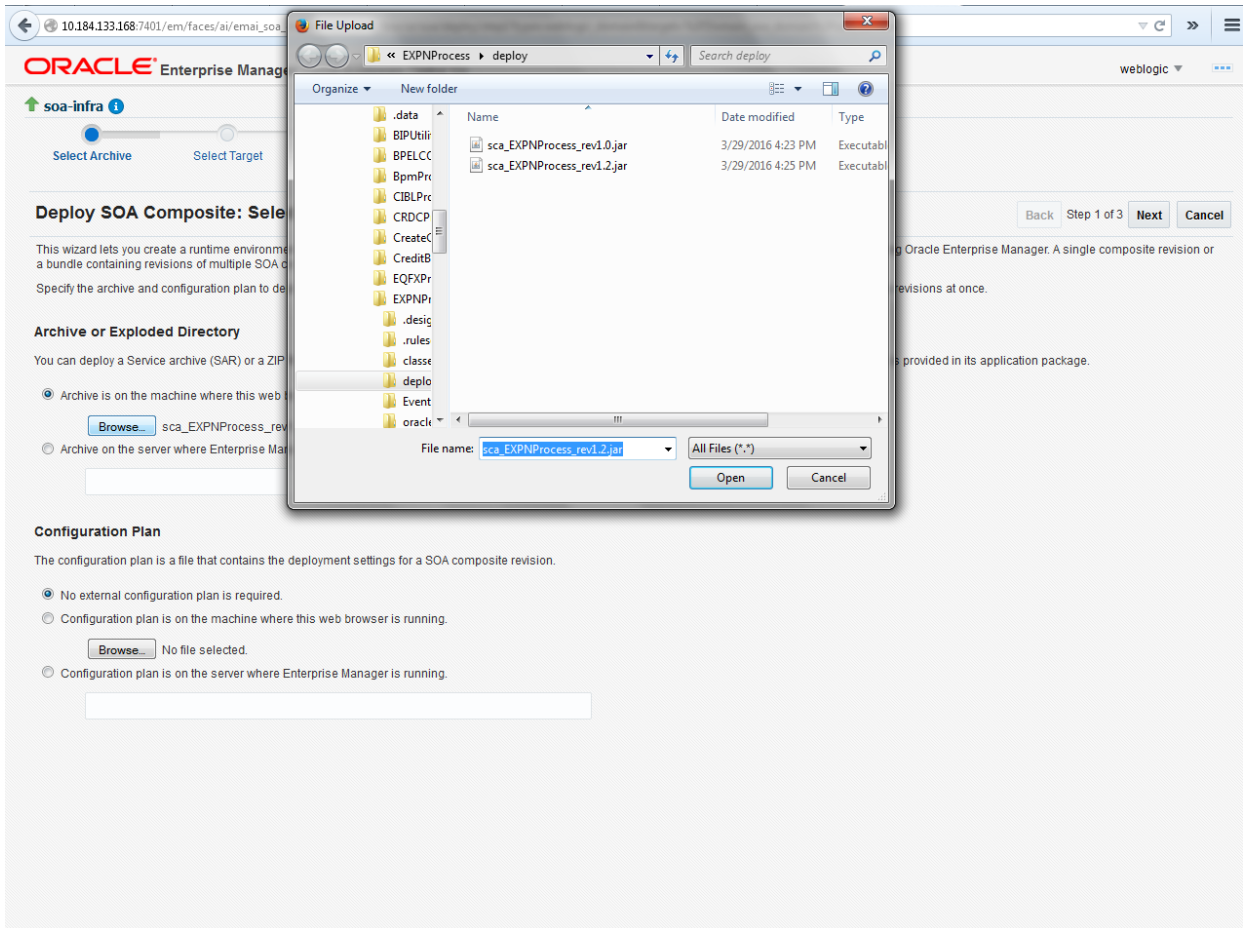 10.184.133.168:7401/em/faces/ai/emai_soa_
ORACLE Enterprise Manage
weblogic
soa-infra
Select Archive
Select Target
Deploy SOA Composite: Sele
Back Step 1 of 3 Next Cancel
This wizard lets you create a runtime environme
g Oracle Enterprise Manager. A single composite revision or
a bundle containing revisions of multiple SOA c
Specify the archive and configuration plan to de
revisions at once.
Archive or Exploded Directory
You can deploy a Service archive (SAR) or a ZIP
s provided in its application package.
Archive is on the machine where this web b
Browse... sca_EXPNProcess_rev
Archive on the server where Enterprise Man
Configuration Plan
The configuration plan is a file that contains the deployment settings for a SOA composite revision.
No external configuration plan is required.
Configuration plan is on the machine where this web browser is running.
Browse... No file selected.
Configuration plan is on the server where Enterprise Manager is running.
File Upload
« EXPNProcess deploy
Search deploy
Organize New folder
.data
BIPUtili
BPELCC
BpmPro
CIBLPrc
CRDCP
CreateC
CreditB
EQFXPr
EXPNPr
.desig
.rules
classe
deplo
Event
oracle
Name Date modified Type
sca_EXPNProcess_rev1.0.jar 3/29/2016 4:23 PM Executabl
sca_EXPNProcess_rev1.2.jar 3/29/2016 4:25 PM Executabl
File name: sca_EXPNProcess_rev1.2.jar All Files (*.*)
Open Cancel